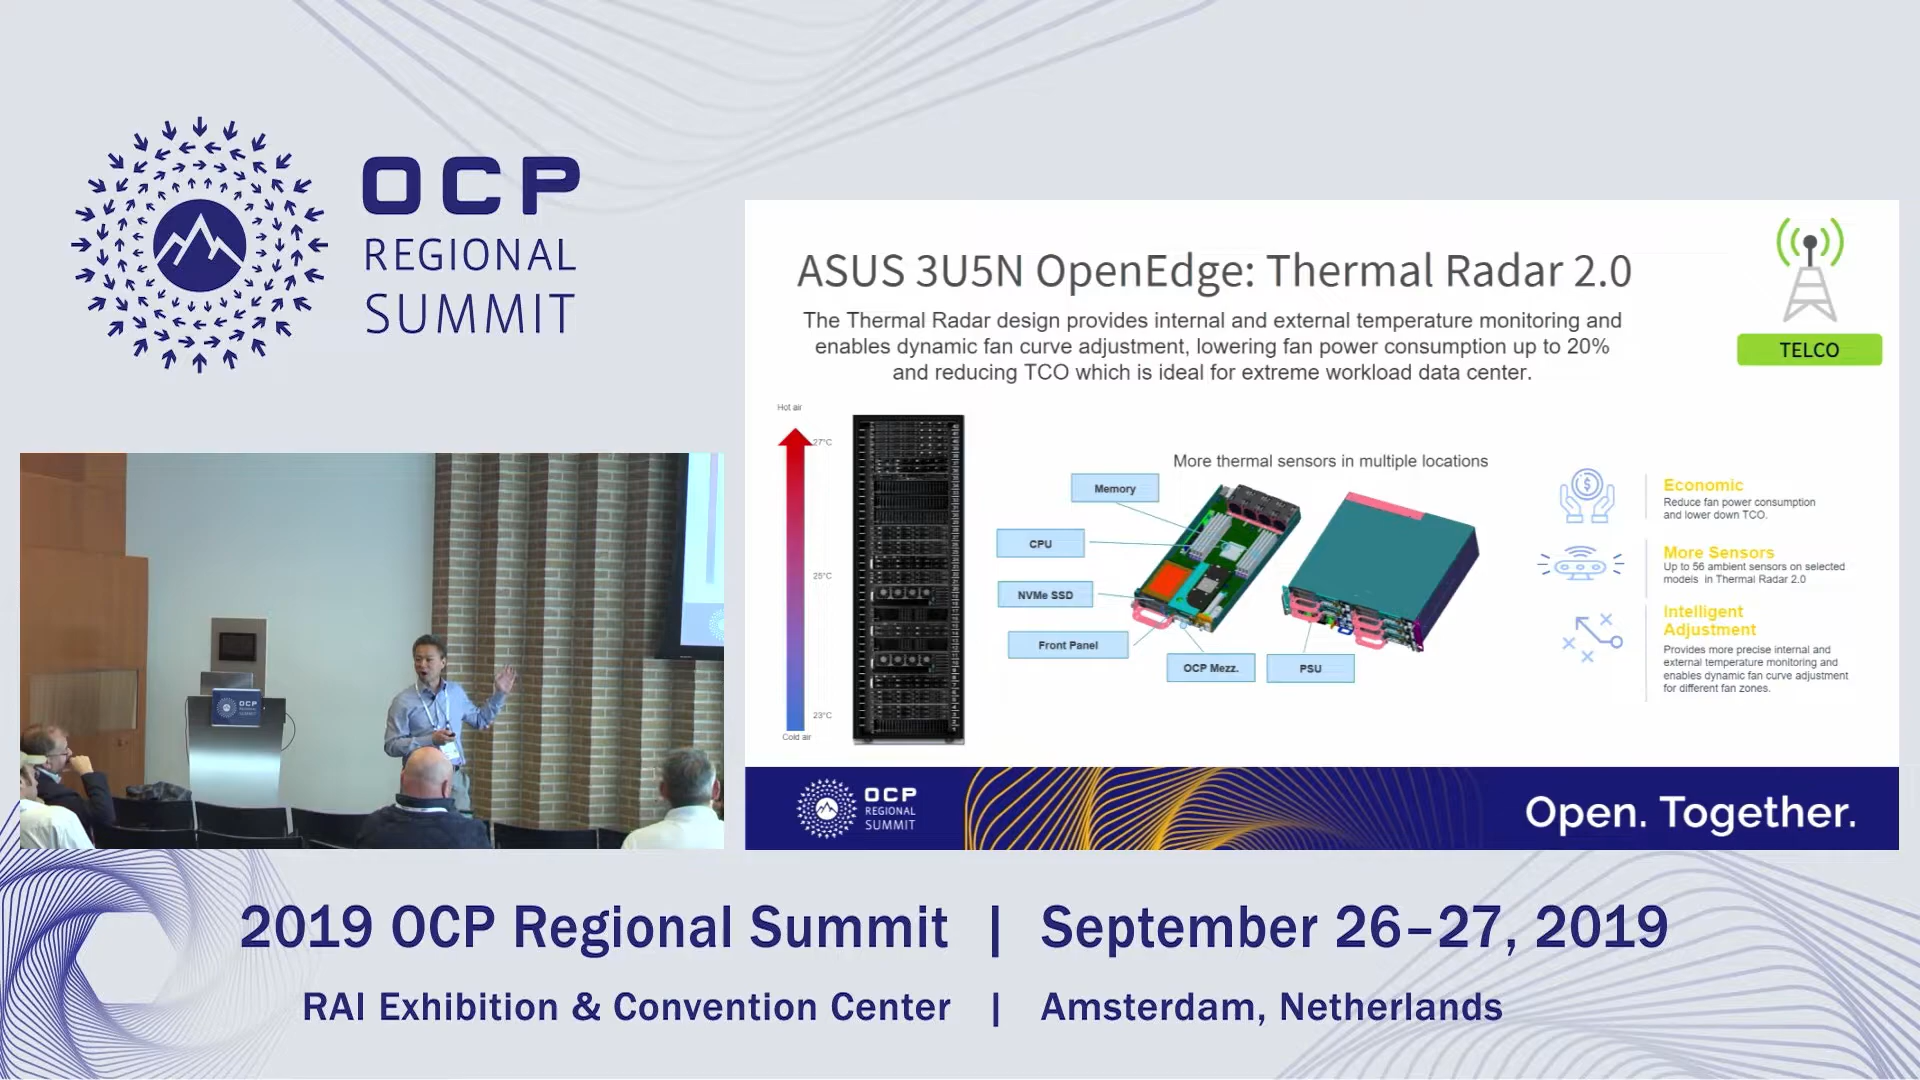 OCP
REGIONAL
SUMMIT
ASUS 3U5N OpenEdge: Thermal Radar 2.0
The Thermal Radar design provides internal and external temperature monitoring and
enables dynamic fan curve adjustment, lowering fan power consumption up to 20%
and reducing TCO which is ideal for extreme workload data center.
TELCO
Hot air
27°C
25°C
23°C
Cold air
More thermal sensors in multiple locations
Memory
CPU
NVMe SSD
Front Panel
OCP Mezz.
PSU
Economic
Reduce fan power consumption
and lower down TCO.
More Sensors
Up to 56 ambient sensors on selected
models in Thermal Radar 2.0
Intelligent
Adjustment
Provides more precise internal and
external temperature monitoring and
enables dynamic fan curve adjustment
for different fan zones.
OCP
REGIONAL
SUMMIT
Open. Together.
OCP
REGIONAL
SUMMIT
2019 OCP Regional Summit | September 26–27, 2019
RAI Exhibition & Convention Center | Amsterdam, Netherlands